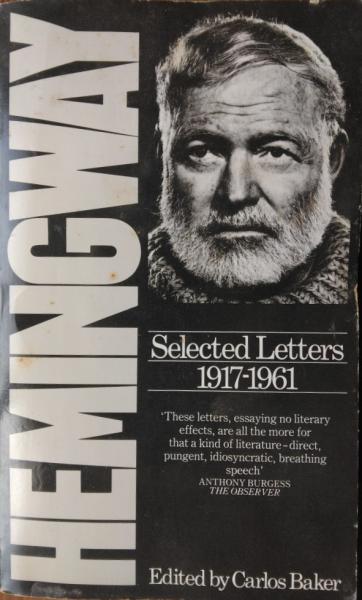 HEMINGWAY
Selected Letters
1917-1961
‘These letters, essaying no literary
effects, are all the more for
that a kind of literature – direct,
pungent, idiosyncratic, breathing
speech’
ANTHONY BURGESS
THE OBSERVER
Edited by Carlos Baker